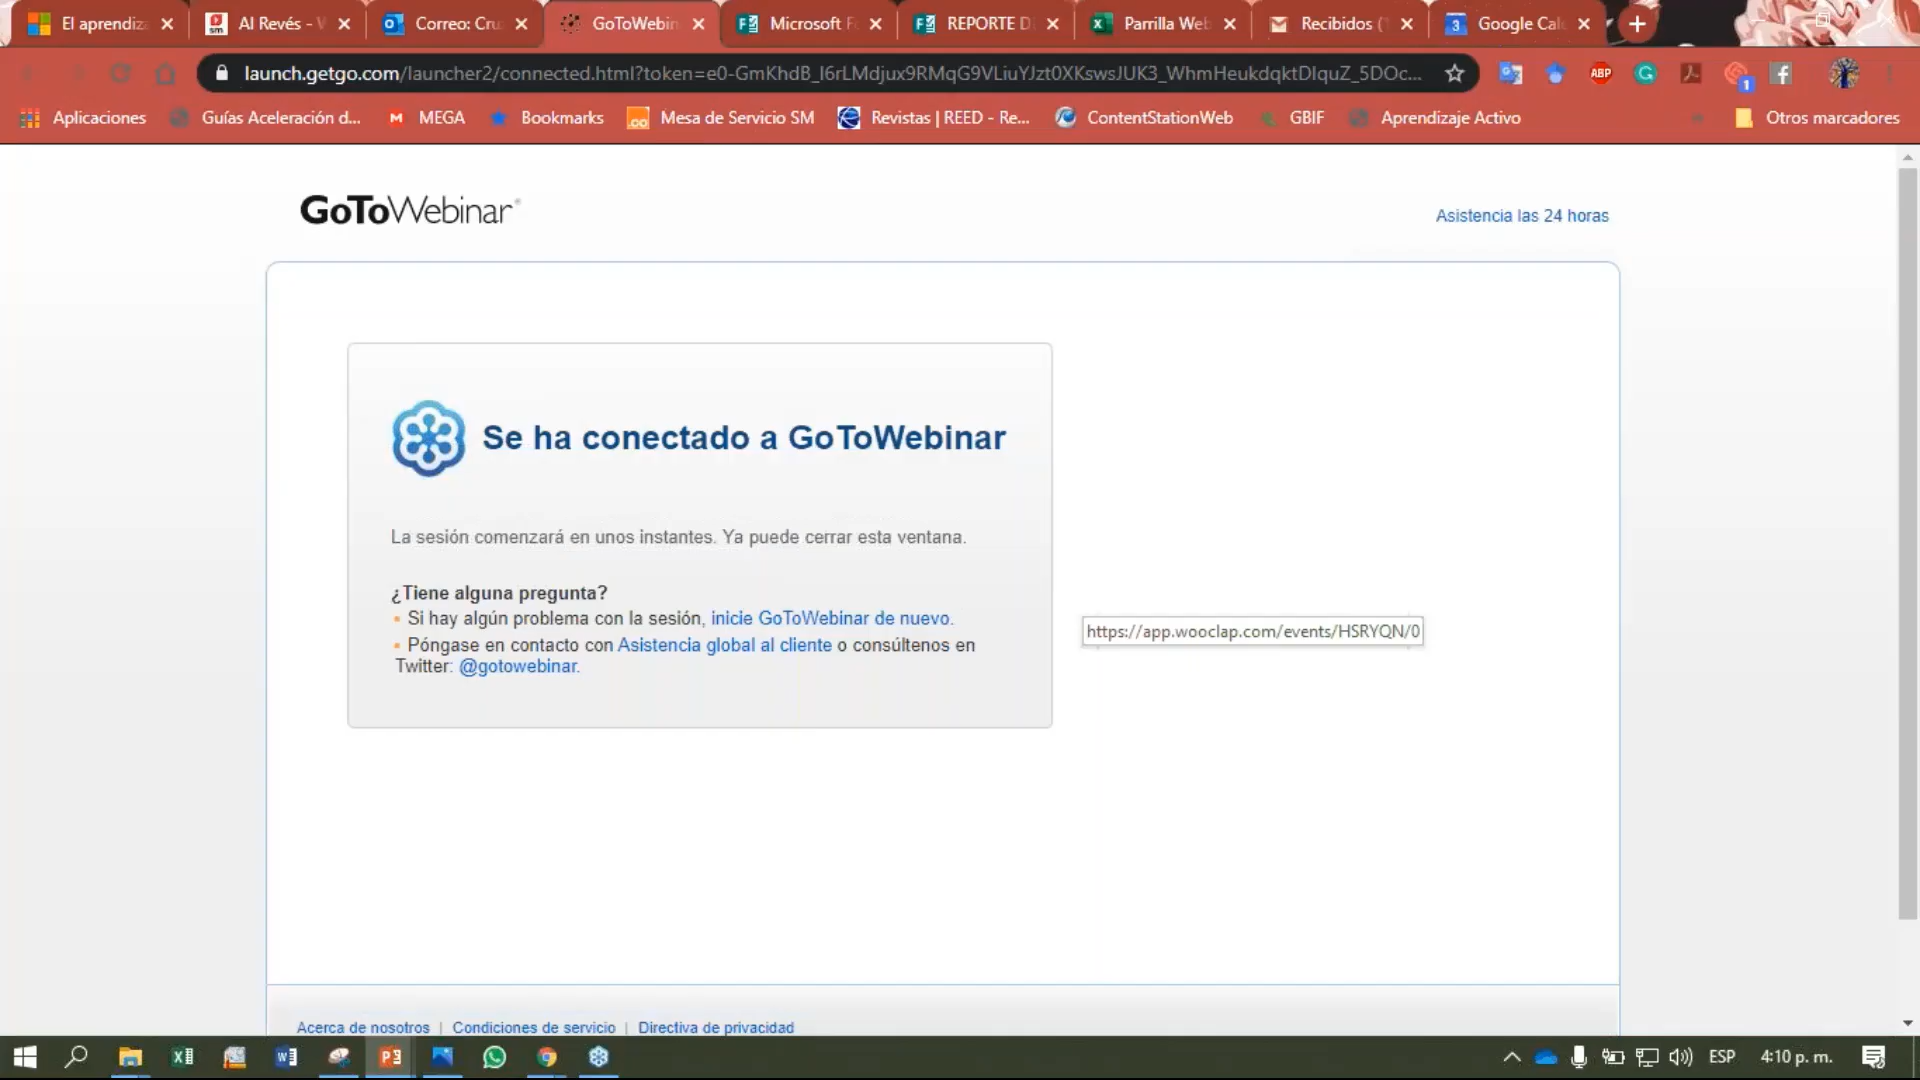 El aprendiz
Al Revés -
Correo: Cru
GoToWebin
Microsoft F
REPORTE D
Parrilla Web
Recibidos (
3 Google Cal
launch.getgo.com/launcher2/connected.html?token=e0-GmKhdB_I6rLMdjux9RMqG9VLiuYJzt0XKswsJUK3_WhmHeukdqktDIquZ_5DOc...
ABP
1
Aplicaciones
Guías Aceleración d...
MEGA
Bookmarks
Mesa de Servicio SM
Revistas | REED - Re...
ContentStationWeb
GBIF
Aprendizaje Activo
Otros marcadores
GoToWebinar
Asistencia las 24 horas
Se ha conectado a GoToWebinar
La sesión comenzará en unos instantes. Ya puede cerrar esta ventana.
¿Tiene alguna pregunta?
Si hay algún problema con la sesión, inicie GoToWebinar de nuevo.
Póngase en contacto con Asistencia global al cliente o consúltenos en
Twitter: @gotowebinar.
https://app.wooclap.com/events/HSRYQN/0
Acerca de nosotros | Condiciones de servicio | Directiva de privacidad
ESP
4:10 p. m.